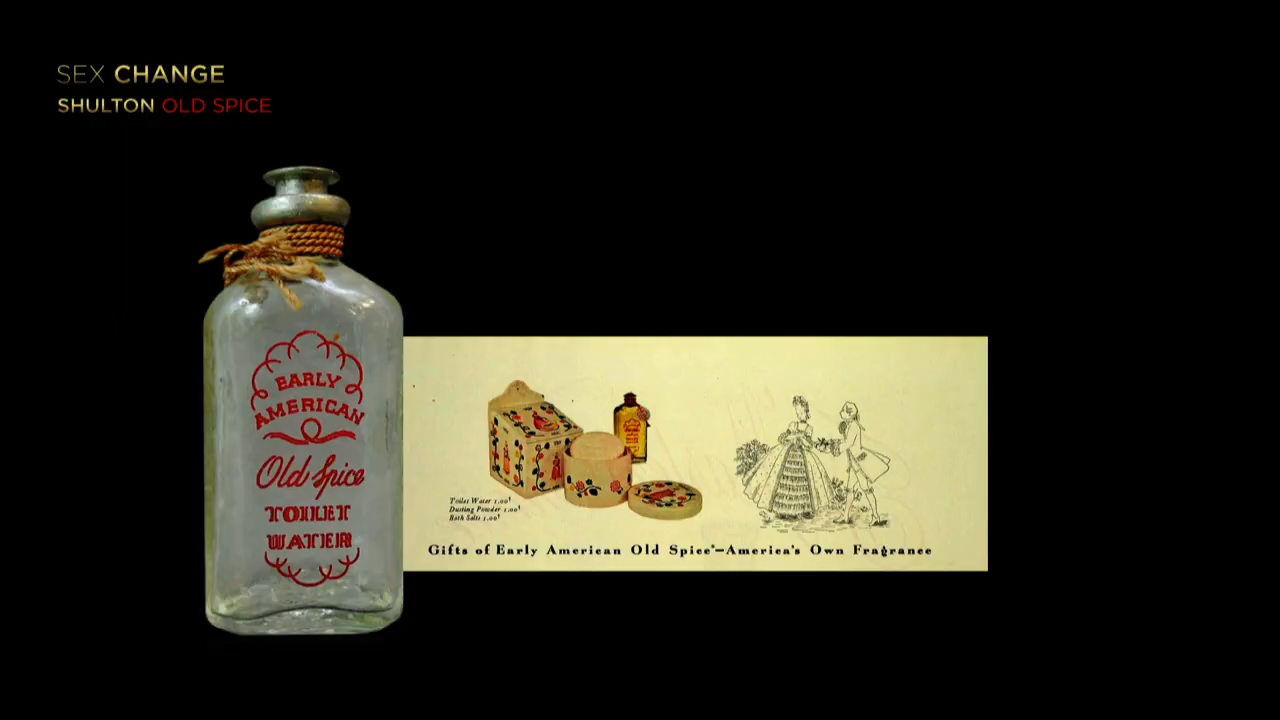 SEX CHANGE
SHULTON OLD SPICE
EARLY
AMERICAN
Old Spice
TOILET
WATER
Toilet Water 1.00†
Dusting Powder 1.00†
Bath Salts 1.00†
Gifts of Early American Old Spice*—America's Own Fragrance